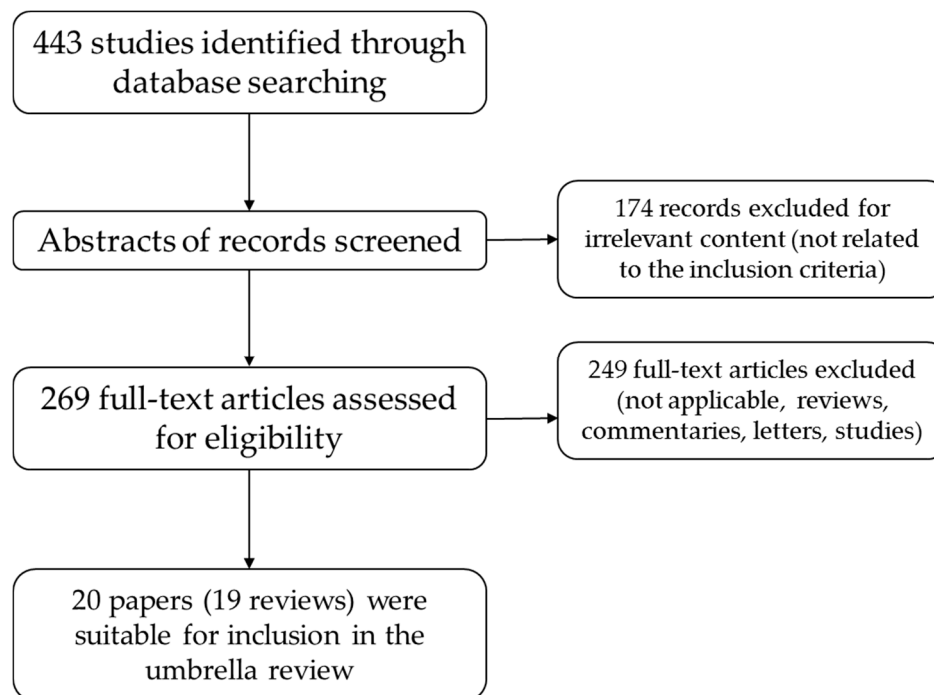 443 studies identified through
database searching
Abstracts of records screened
174 records excluded for
irrelevant content (not related
to the inclusion criteria)
269 full-text articles assessed
for eligibility
249 full-text articles excluded
(not applicable, reviews,
commentaries, letters, studies)
20 papers (19 reviews) were
suitable for inclusion in the
umbrella review